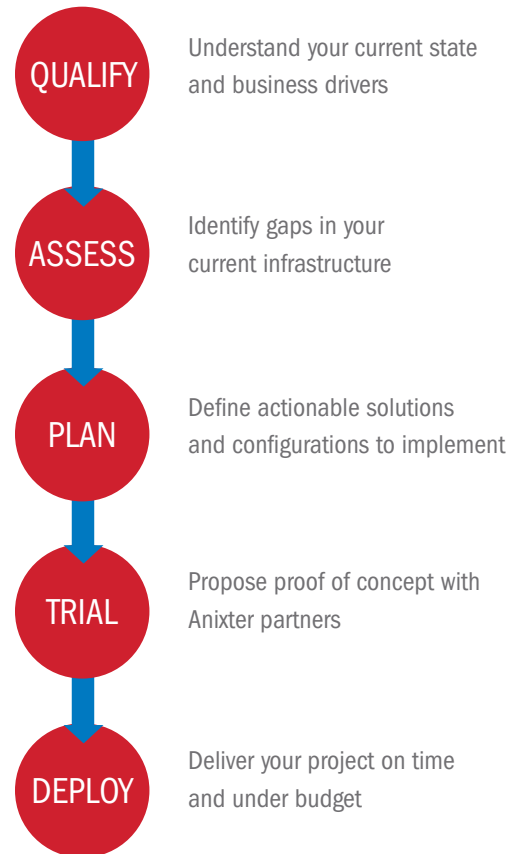 QUALIFY
Understand your current state
and business drivers
ASSESS
Identify gaps in your
current infrastructure
PLAN
Define actionable solutions
and configurations to implement
TRIAL
Propose proof of concept with
Anixter partners
DEPLOY
Deliver your project on time
and under budget